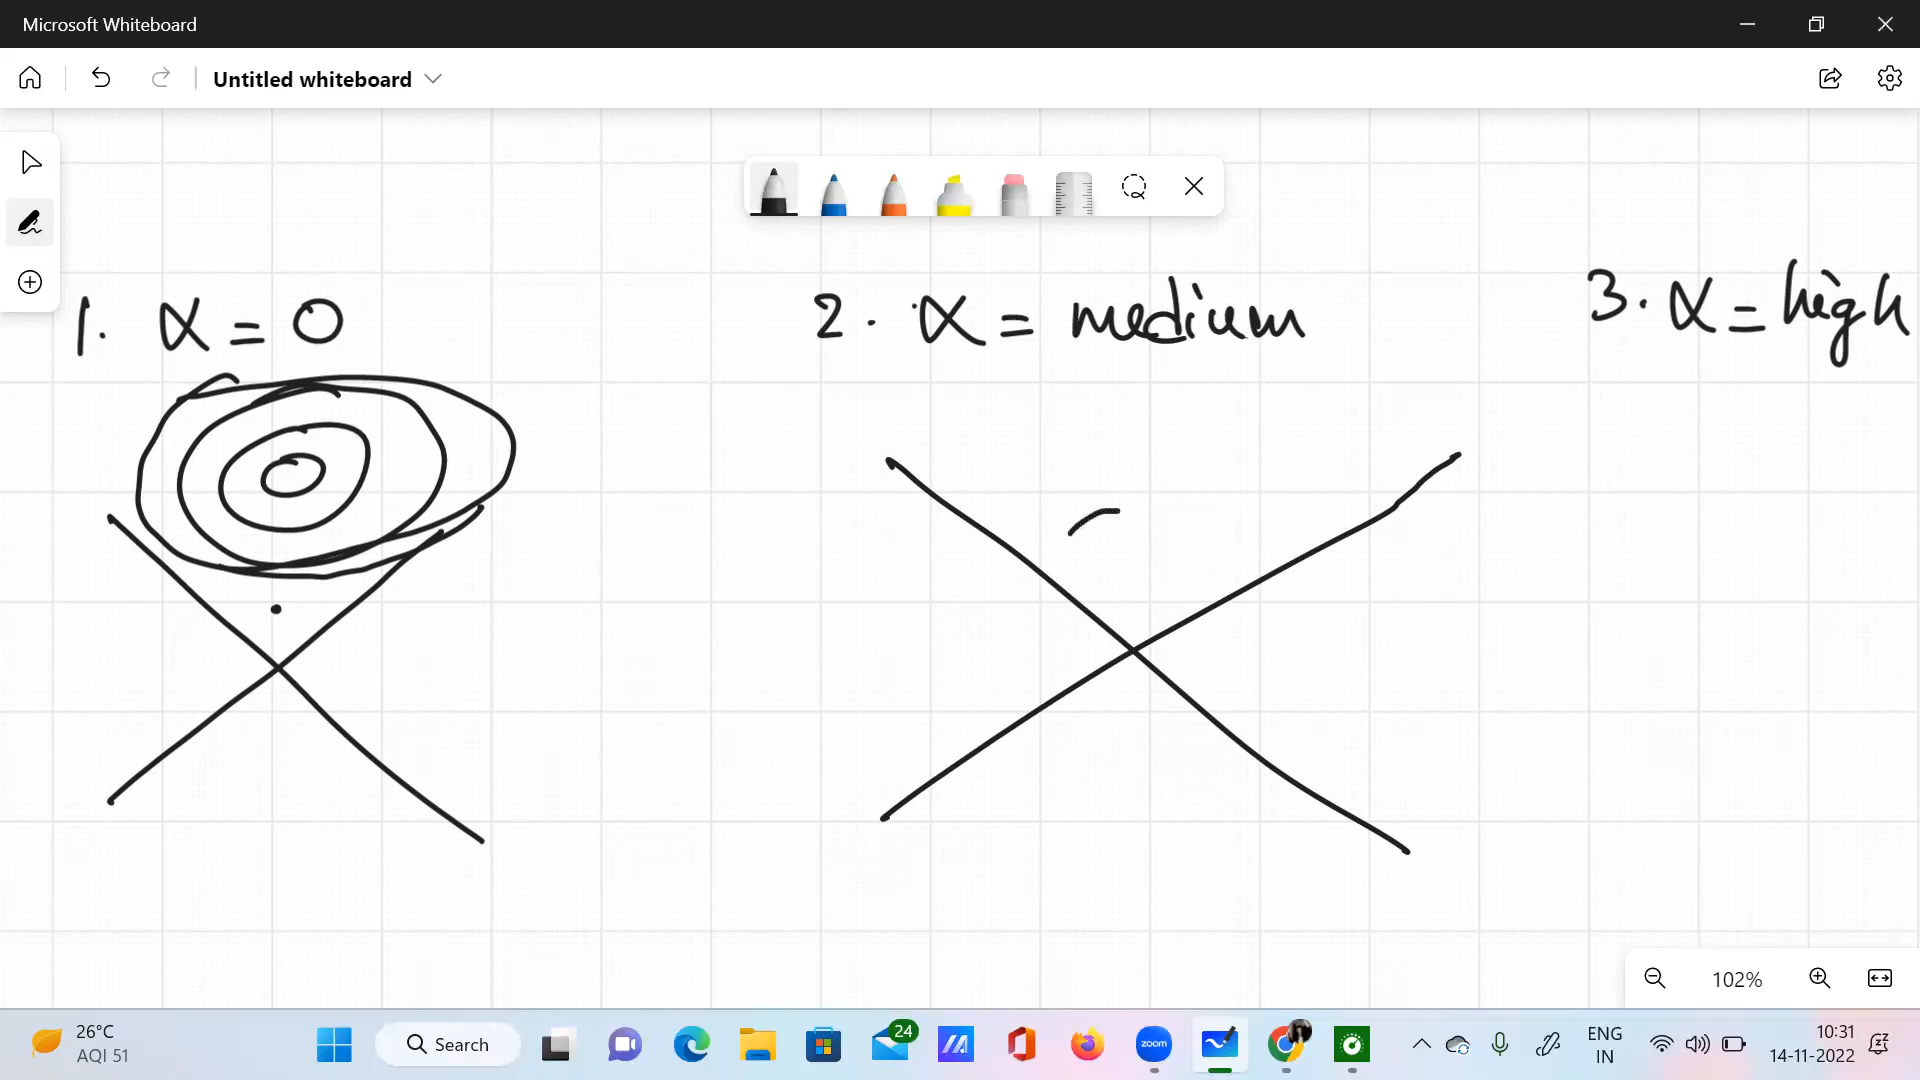 Microsoft Whiteboard
Untitled whiteboard
1. α = 0
2. α = medium
3. α = high
102%
26°C
AQI 51
Search
24
zoom
ENG
IN
10:31
14-11-2022